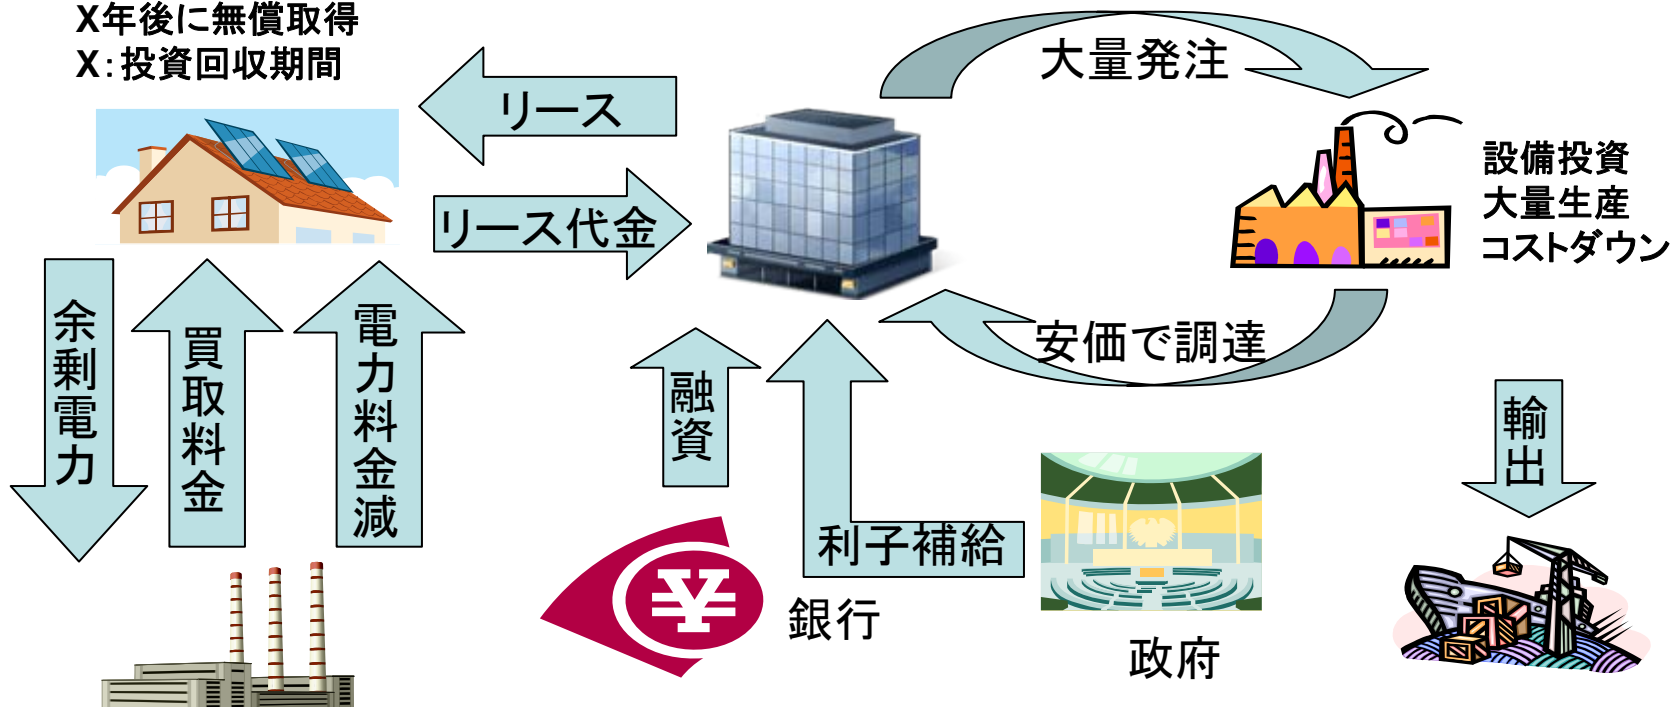 X年後に無償取得
X：投資回収期間
リース
リース代金
大量発注
設備投資
大量生産
コストダウン
安価で調達
余剰電力
買取料金
電力料金減
融資
利子補給
輸出
¥
銀行
政府